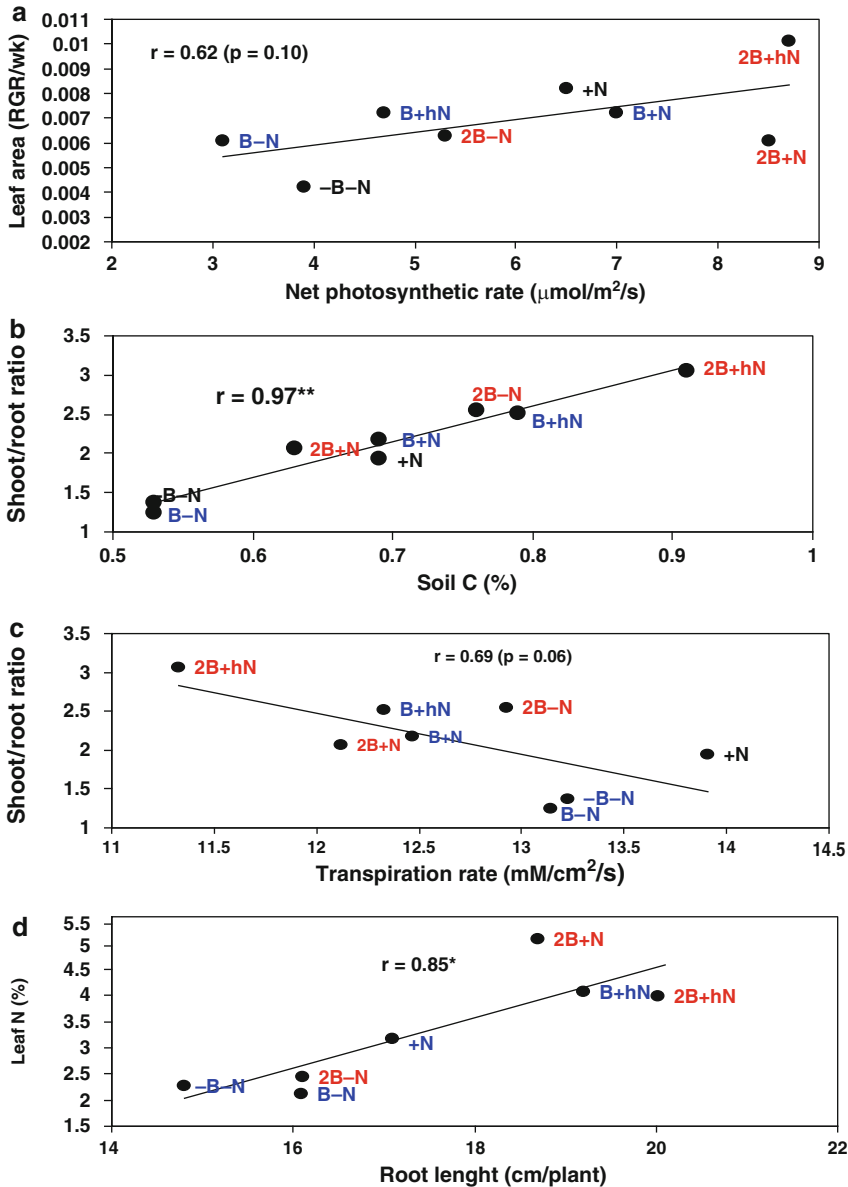 a
0.011
0.01
0.009
0.008
0.007
0.006
0.005
0.004
0.003
0.002
Leaf area (RGR/wk)
r = 0.62 (p = 0.10)
2B+hN
+N
B+hN
B+N
B–N
2B–N
2B+N
–B–N
2 3 4 5 6 7 8 9
Net photosynthetic rate (μmol/m²/s)
b
3.5
3
2.5
2
1.5
1
Shoot/root ratio
r = 0.97**
2B+hN
2B–N
B+hN
B+N
2B+N
+N
–B–N
B–N
0.5 0.6 0.7 0.8 0.9 1
Soil C (%)
c
3.5
3
2.5
2
1.5
1
Shoot/root ratio
r = 0.69 (p = 0.06)
2B+hN
B+hN
2B–N
2B+N
B+N
+N
–B–N
B–N
11 11.5 12 12.5 13 13.5 14 14.5
Transpiration rate (mM/cm²/s)
d
5.5
5
4.5
4
3.5
3
2.5
2
1.5
Leaf N (%)
r = 0.85*
2B+N
B+hN
2B+hN
+N
2B–N
–B–N
B–N
14 16 18 20 22
Root lenght (cm/plant)